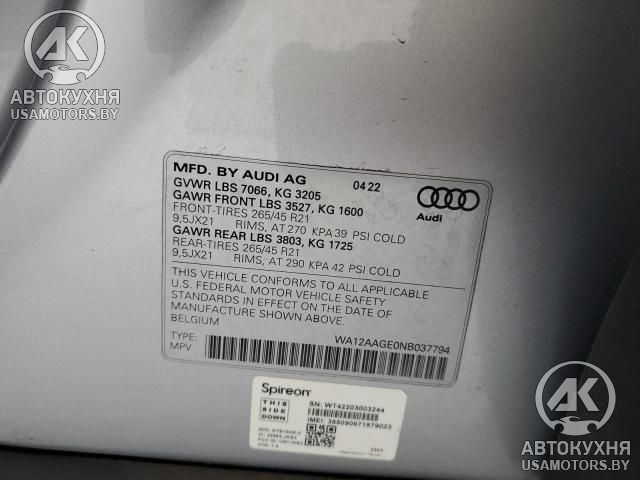 АК
АВТОКУХНЯ
USAMOTORS.BY
MFD. BY AUDI AG 04 22
GVWR LBS 7066, KG 3205
GAWR FRONT LBS 3527, KG 1600
FRONT-TIRES 265/45 R21
9,5JX21 RIMS, AT 270 KPA 39 PSI COLD
GAWR REAR LBS 3803, KG 1725
REAR-TIRES 265/45 R21
9,5JX21 RIMS, AT 290 KPA 42 PSI COLD
Audi
THIS VEHICLE CONFORMS TO ALL APPLICABLE
U.S. FEDERAL MOTOR VEHICLE SAFETY
STANDARDS IN EFFECT ON THE DATE OF
MANUFACTURE SHOWN ABOVE.
BELGIUM
TYPE: WA12AAGE0NB037794
MPV
Spireon
THIS
SIDE
DOWN
SN: WT42203003244
IMEI: 355090671879023
АК
АВТОКУХНЯ
USAMOTORS.BY